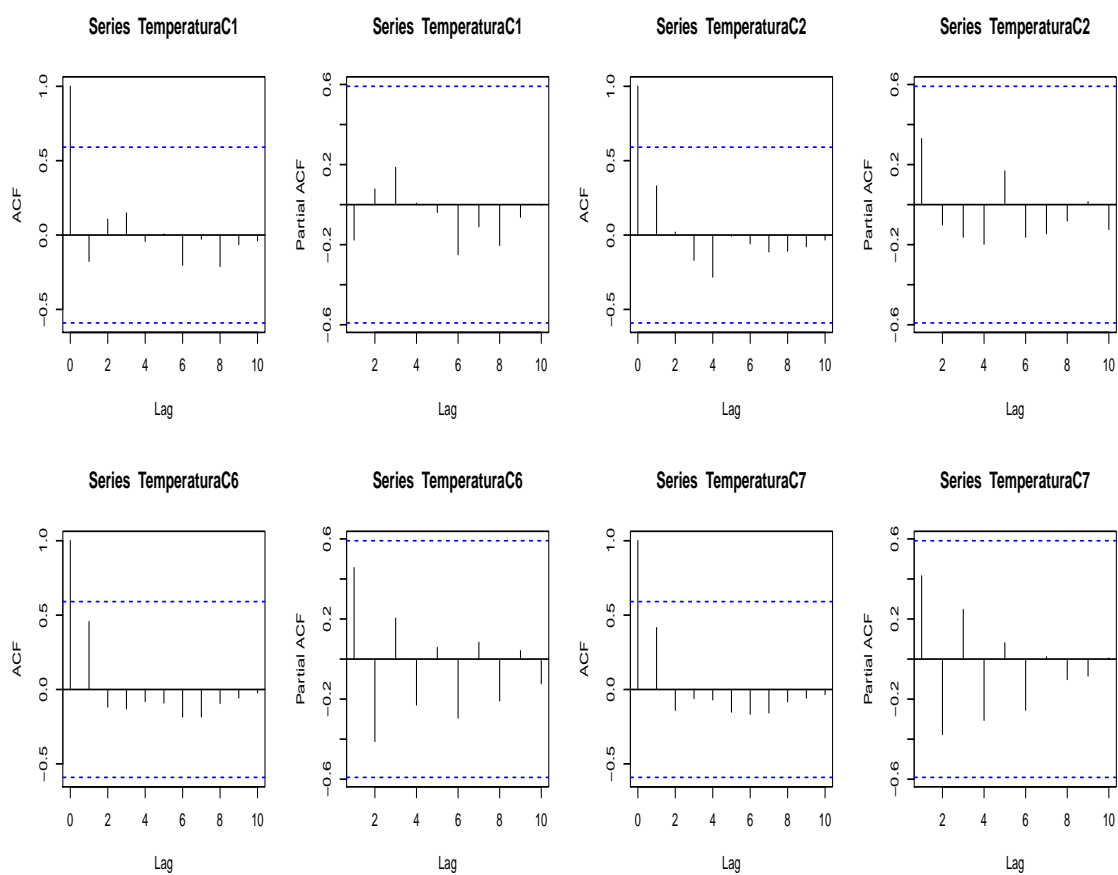 Series TemperaturaC1
ACF
1.0
0.5
0.0
−0.5
0 2 4 6 8 10
Lag
Series TemperaturaC1
Partial ACF
0.6
0.2
−0.2
−0.6
2 4 6 8 10
Lag
Series TemperaturaC2
ACF
1.0
0.5
0.0
−0.5
0 2 4 6 8 10
Lag
Series TemperaturaC2
Partial ACF
0.6
0.2
−0.2
−0.6
2 4 6 8 10
Lag
Series TemperaturaC6
ACF
1.0
0.5
0.0
−0.5
0 2 4 6 8 10
Lag
Series TemperaturaC6
Partial ACF
0.6
0.2
−0.2
−0.6
2 4 6 8 10
Lag
Series TemperaturaC7
ACF
1.0
0.5
0.0
−0.5
0 2 4 6 8 10
Lag
Series TemperaturaC7
Partial ACF
0.6
0.2
−0.2
−0.6
2 4 6 8 10
Lag